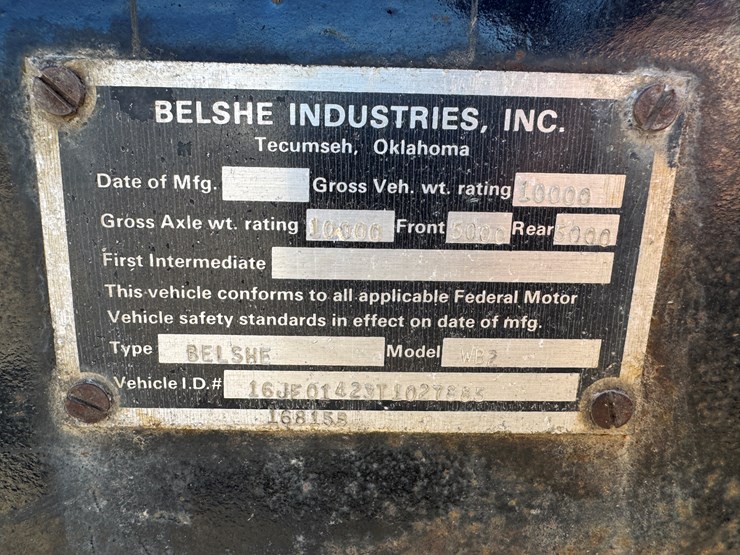 BELSHE INDUSTRIES, INC.
Tecumseh, Oklahoma
Date of Mfg. Gross Veh. wt. rating 10000
Gross Axle wt. rating 10000 Front 5000 Rear 5000
First Intermediate
This vehicle conforms to all applicable Federal Motor
Vehicle safety standards in effect on date of mfg.
Type BELSHE Model
Vehicle I.D.#